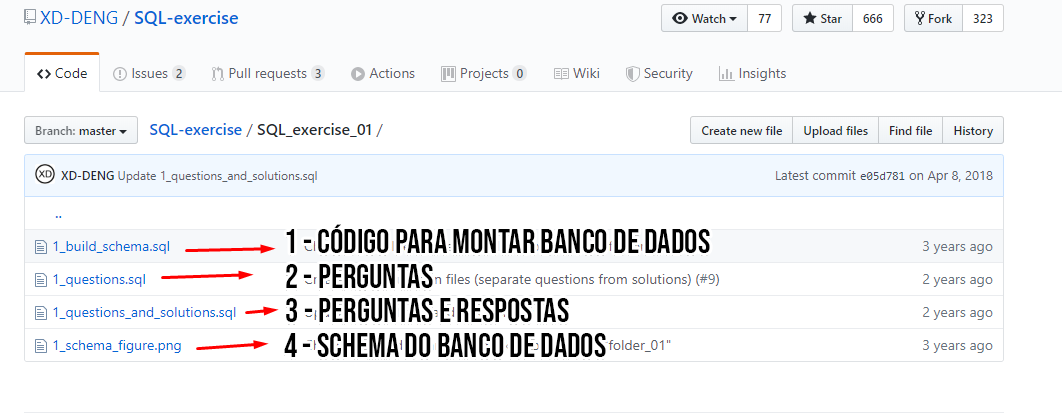 XD-DENG / SQL-exercise
Watch 77 Star 666 Fork 323
Code Issues 2 Pull requests 3 Actions Projects 0 Wiki Security Insights
Branch: master SQL-exercise / SQL_exercise_01 / Create new file Upload files Find file History
XD XD-DENG Update 1_questions_and_solutions.sql Latest commit e05d781 on Apr 8, 2018
..
1_build_schema.sql 1 - CÓDIGO PARA MONTAR BANCO DE DADOS 3 years ago
1_questions.sql 2 - PERGUNTAS files (separate questions from solutions) (#9) 2 years ago
1_questions_and_solutions.sql 3 - PERGUNTAS E RESPOSTAS 2 years ago
1_schema_figure.png 4 - SCHEMA DO BANCO DE DADOS folder_01" 3 years ago